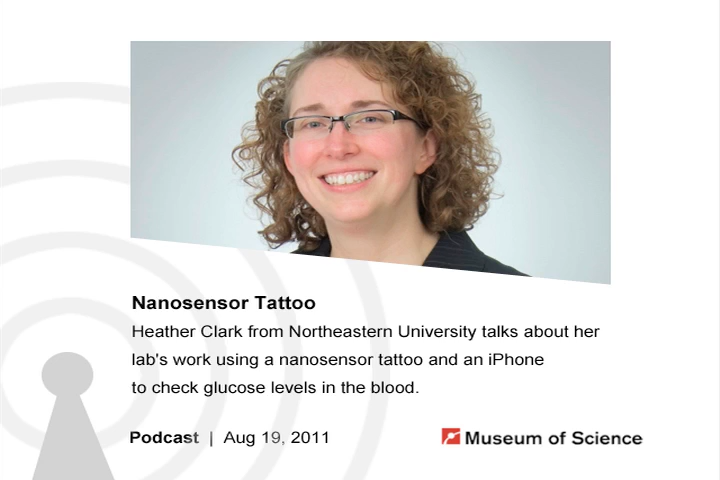 Nanosensor Tattoo
Heather Clark from Northeastern University talks about her
lab's work using a nanosensor tattoo and an iPhone
to check glucose levels in the blood.
Podcast | Aug 19, 2011
Museum of Science